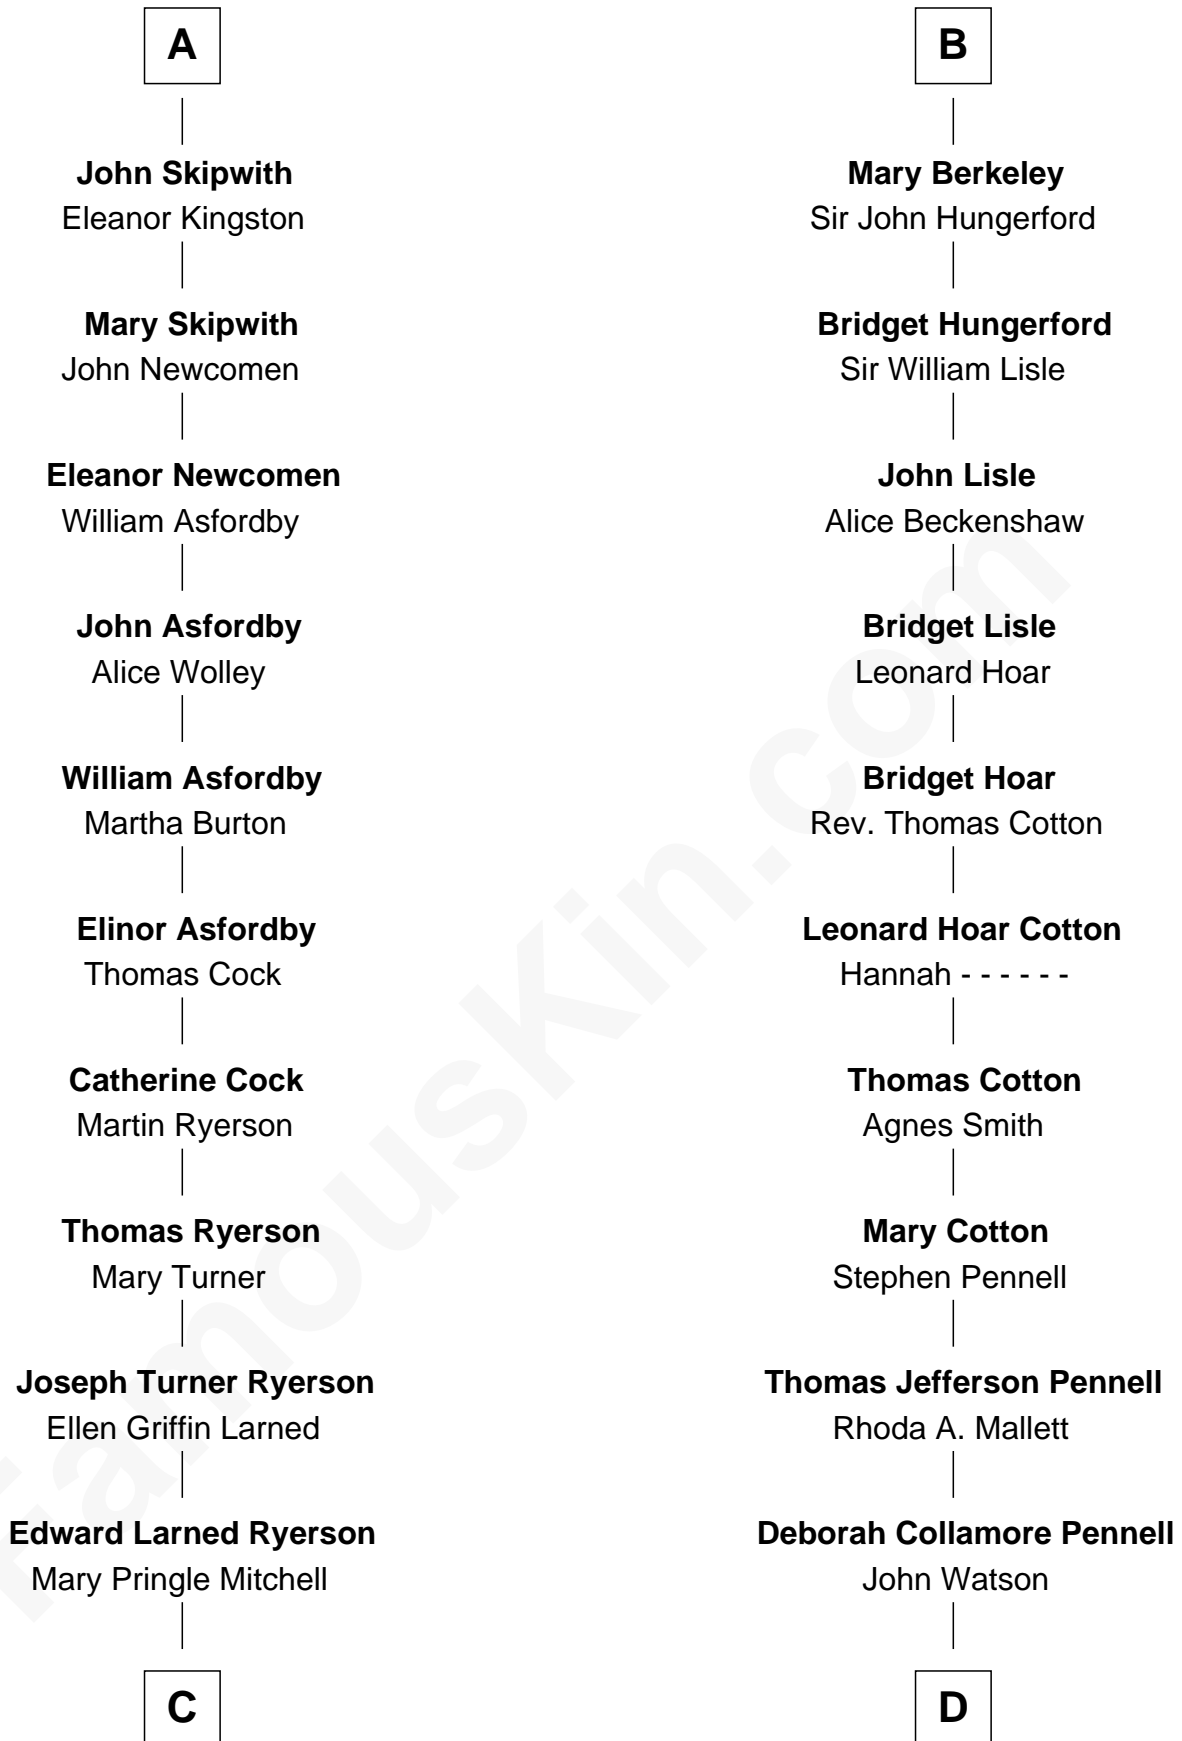 A
John Skipwith
Eleanor Kingston
Mary Skipwith
John Newcomen
Eleanor Newcomen
William Asfordby
John Asfordby
Alice Wolley
William Asfordby
Martha Burton
Elinor Asfordby
Thomas Cock
Catherine Cock
Martin Ryerson
Thomas Ryerson
Mary Turner
Joseph Turner Ryerson
Ellen Griffin Larned
Edward Larned Ryerson
Mary Pringle Mitchell
C
B
Mary Berkeley
Sir John Hungerford
Bridget Hungerford
Sir William Lisle
John Lisle
Alice Beckenshaw
Bridget Lisle
Leonard Hoar
Bridget Hoar
Rev. Thomas Cotton
Leonard Hoar Cotton
Hannah - - - - - -
Thomas Cotton
Agnes Smith
Mary Cotton
Stephen Pennell
Thomas Jefferson Pennell
Rhoda A. Mallett
Deborah Collamore Pennell
John Watson
D
FamousKin.com